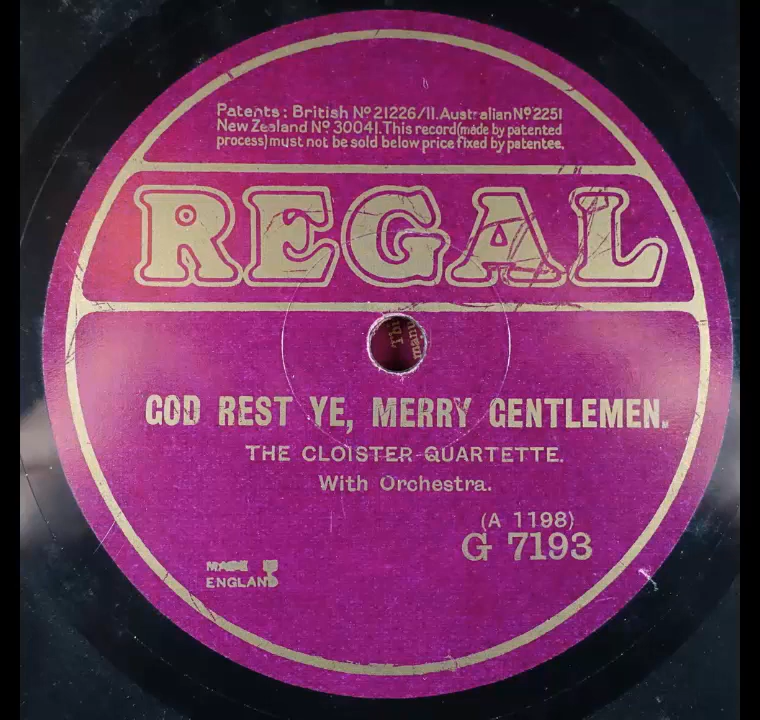 Patents: British Nº 21226/11. Australian Nº 2251
New Zealand Nº 30041. This record (made by patented
process) must not be sold below price fixed by patentee.
REGAL
GOD REST YE, MERRY GENTLEMEN.
THE CLOISTER QUARTETTE.
With Orchestra.
(A 1198)
G 7193
MADE
ENGLAND